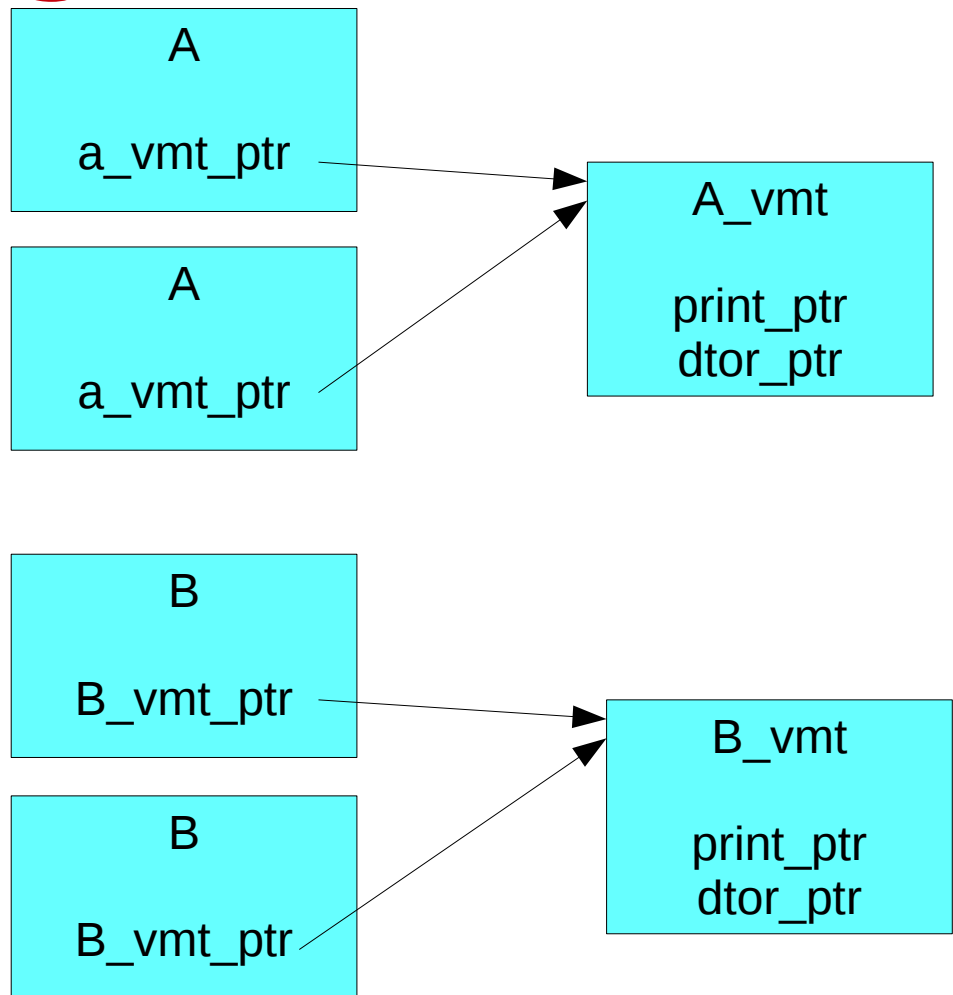 A
a_vmt_ptr
A_vmt
print_ptr
dtor_ptr
A
a_vmt_ptr
B
B_vmt_ptr
B_vmt
print_ptr
dtor_ptr
B
B_vmt_ptr